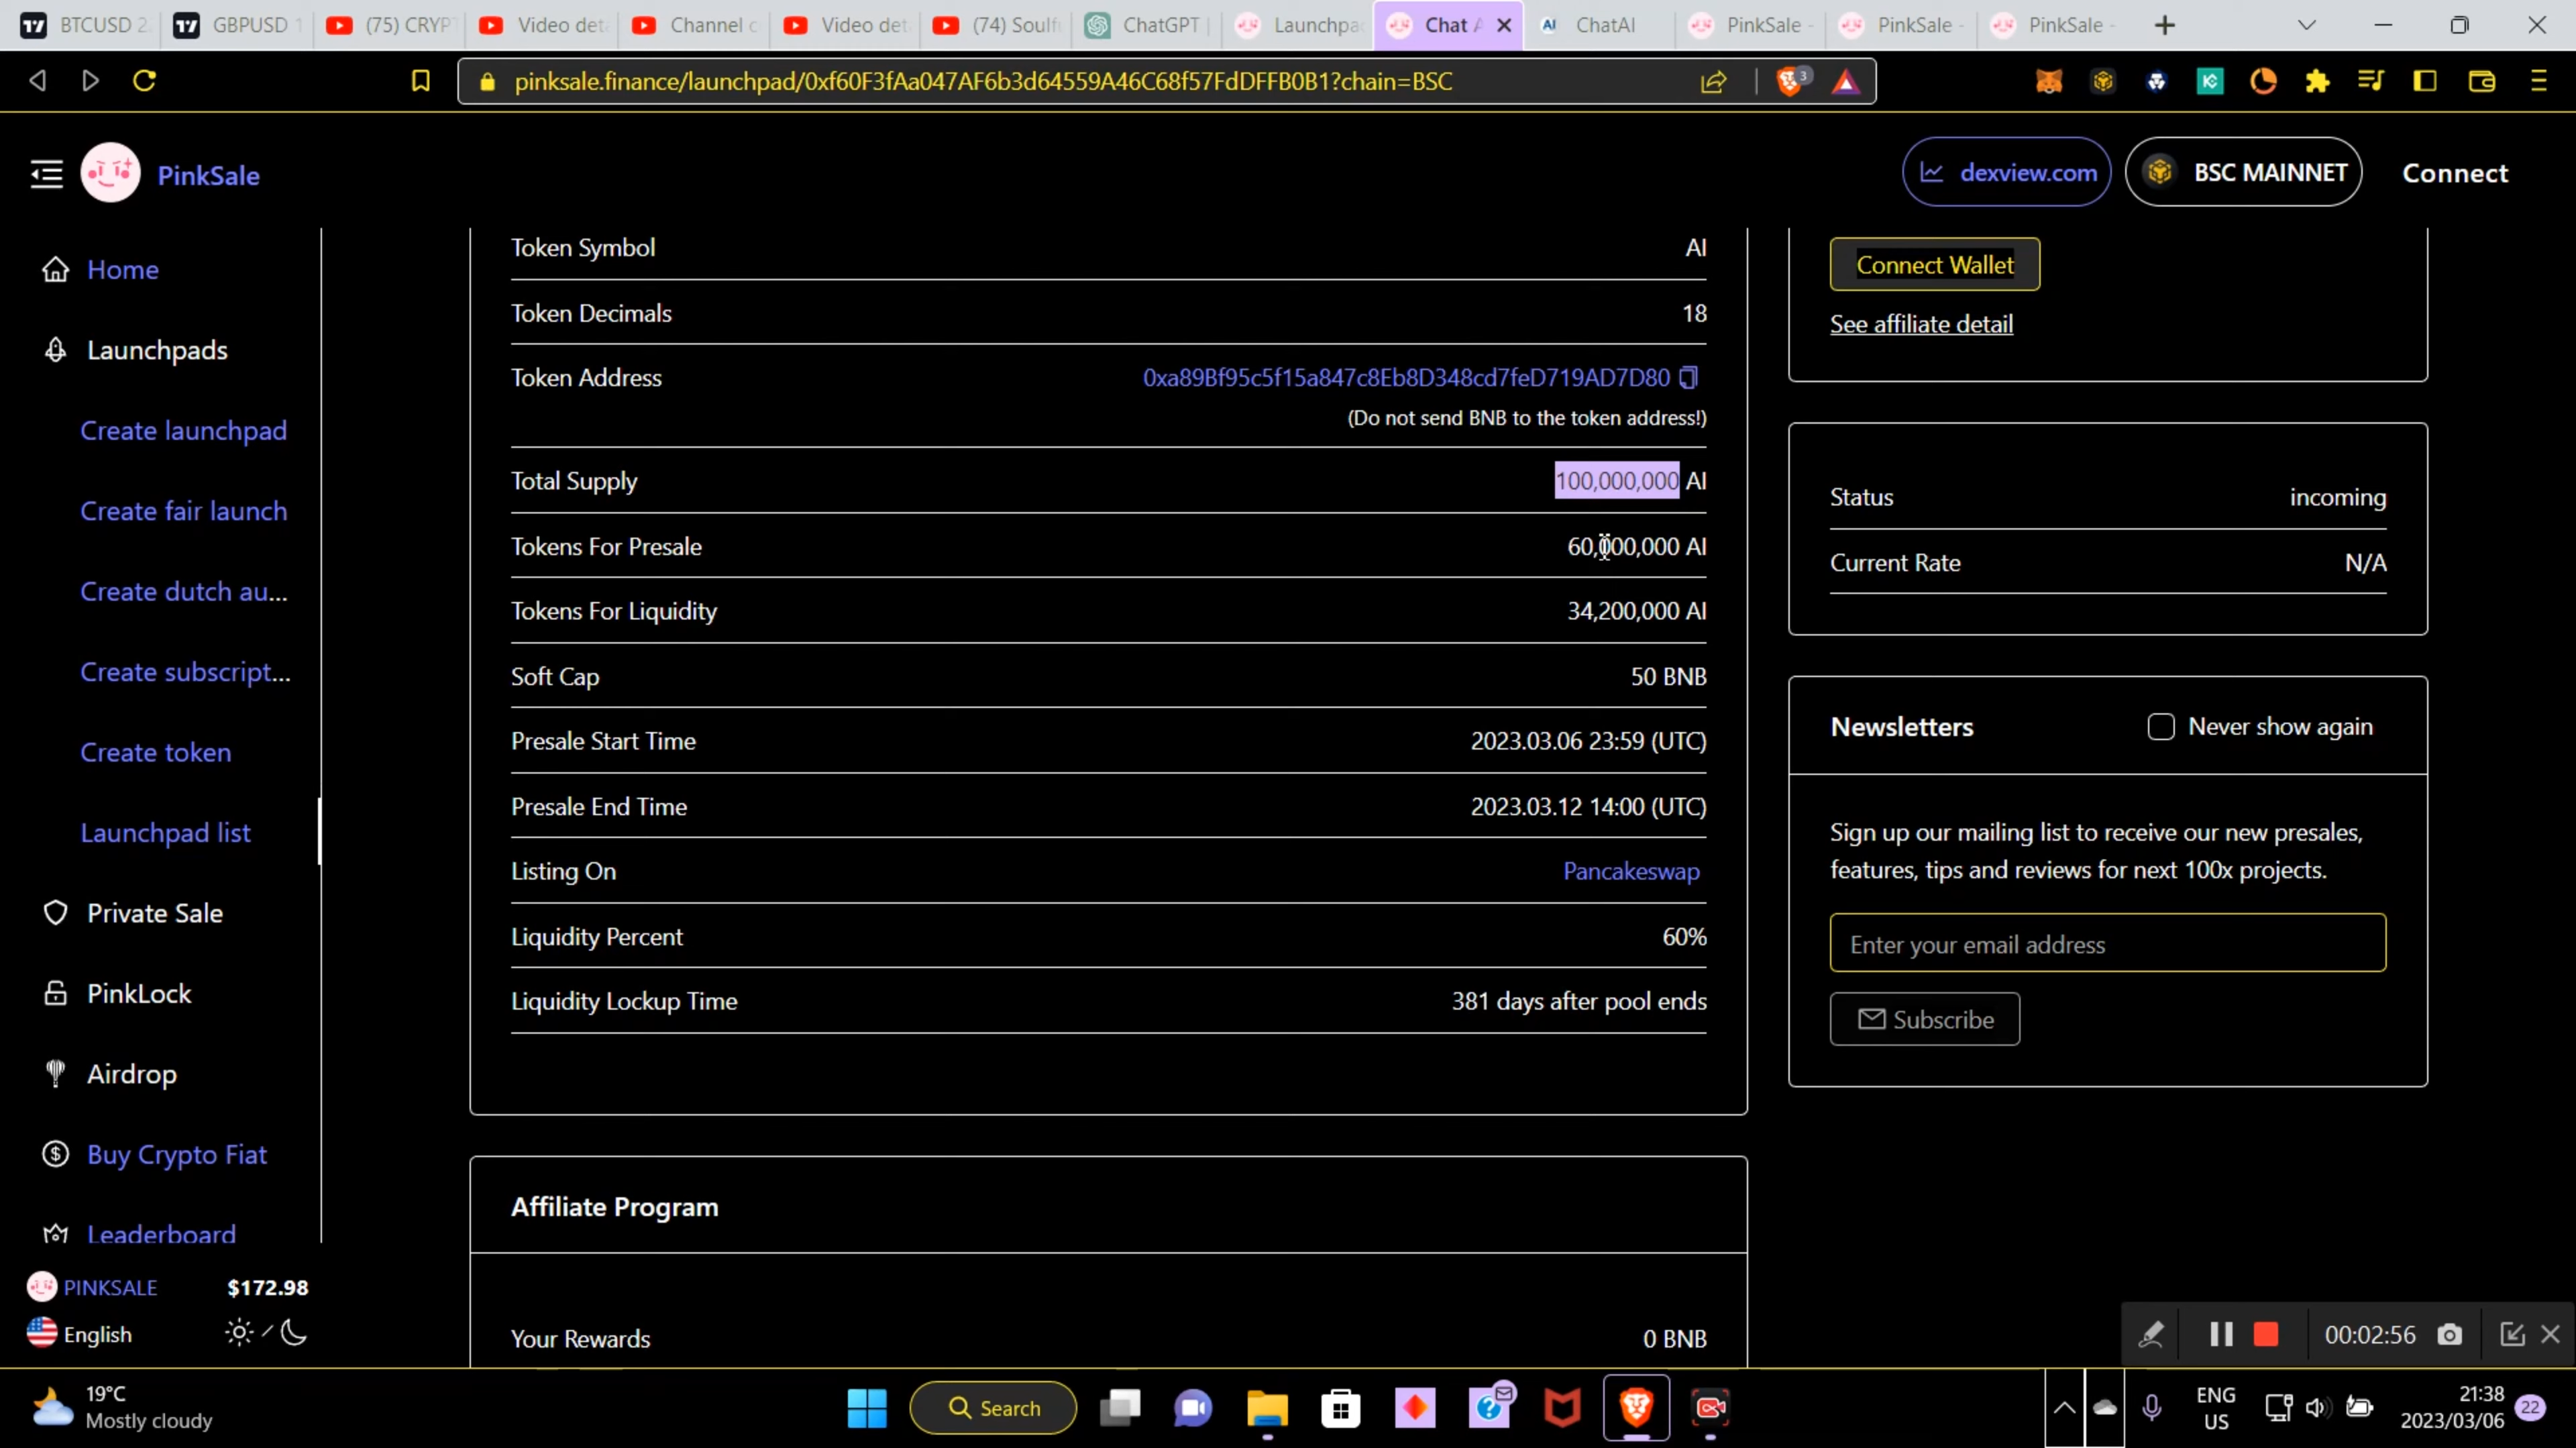 BTCUSD 2
GBPUSD 1
(75) CRYPT
Video deta
Channel c
Video det
(74) Soulf
ChatGPT
Launchpa
Chat A
AI
ChatAI
PinkSale -
PinkSale -
PinkSale -
pinksale.finance/launchpad/0xf60F3fAa047AF6b3d64559A46C68f57FdDFFB0B1?chain=BSC
3
PinkSale
dexview.com
BSC MAINNET
Connect
Home
Launchpads
Create launchpad
Create fair launch
Create dutch au...
Create subscript...
Create token
Launchpad list
Private Sale
PinkLock
Airdrop
Buy Crypto Fiat
Leaderboard
PINKSALE $172.98
English
Token Symbol AI
Token Decimals 18
Token Address 0xa89Bf95c5f15a847c8Eb8D348cd7feD719AD7D80
(Do not send BNB to the token address!)
Total Supply 100,000,000 AI
Tokens For Presale 60,000,000 AI
Tokens For Liquidity 34,200,000 AI
Soft Cap 50 BNB
Presale Start Time 2023.03.06 23:59 (UTC)
Presale End Time 2023.03.12 14:00 (UTC)
Listing On Pancakeswap
Liquidity Percent 60%
Liquidity Lockup Time 381 days after pool ends
Affiliate Program
Your Rewards 0 BNB
Connect Wallet
See affiliate detail
Status incoming
Current Rate N/A
Newsletters Never show again
Sign up our mailing list to receive our new presales,
features, tips and reviews for next 100x projects.
Enter your email address
Subscribe
00:02:56
19°C
Mostly cloudy
Search
ENG
US
21:38
2023/03/06
22